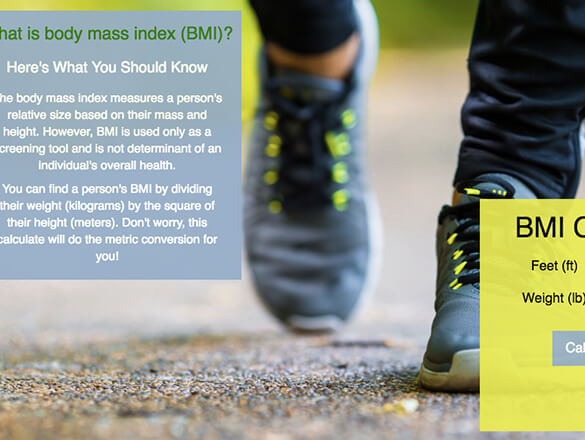 hat is body mass index (BMI)?
Here's What You Should Know
he body mass index measures a person's
relative size based on their mass and
height. However, BMI is used only as a
creening tool and is not determinant of an
individual's overall health.
You can find a person's BMI by dividing
their weight (kilograms) by the square of
their height (meters). Don't worry, this
calculate will do the metric conversion for
you!
BMI C
Feet (ft)
Weight (lb)
Cal